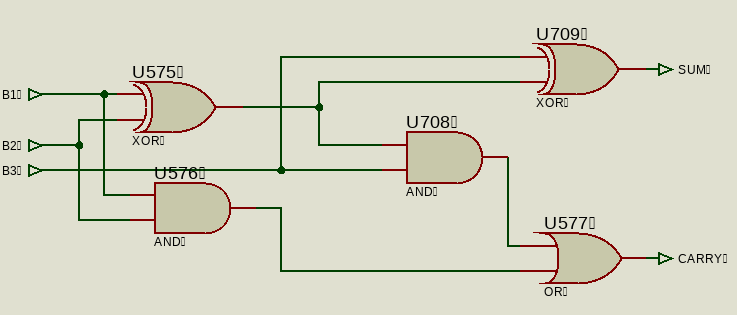 U709
SUM
U575
B1
XOR
U708
B2
XOR
B3
U576
AND
U577
AND
CARRY
OR